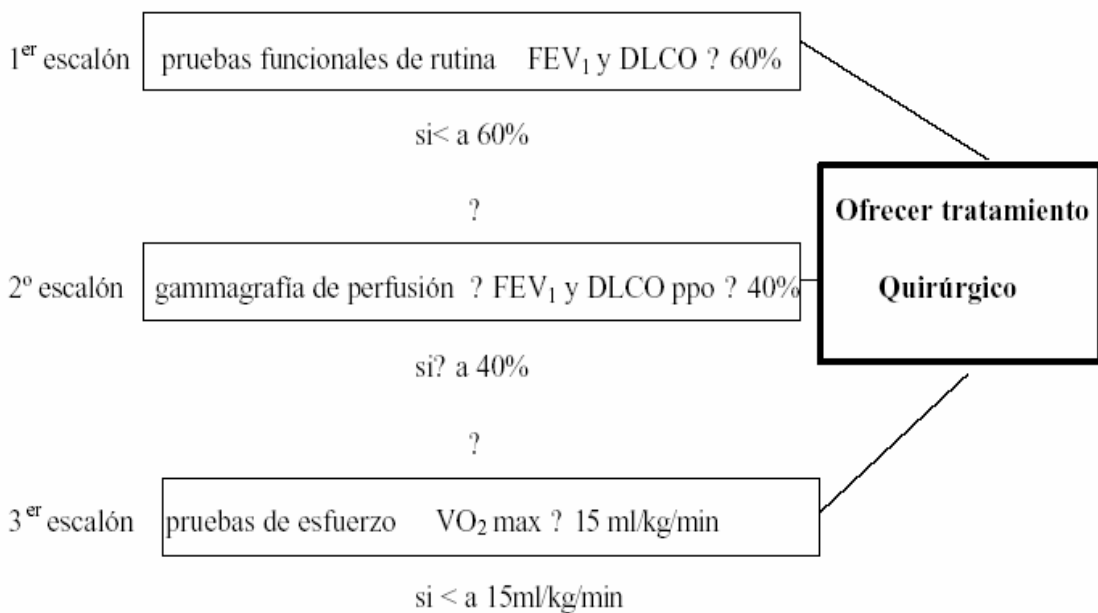 1er escalón pruebas funcionales de rutina FEV1 y DLCO ? 60%
si< a 60%
?
Ofrecer tratamiento
Quirúrgico
2º escalón gammagrafía de perfusión ? FEV1 y DLCO ppo ? 40%
si? a 40%
?
3er escalón pruebas de esfuerzo VO2 max ? 15 ml/kg/min
si < a 15ml/kg/min